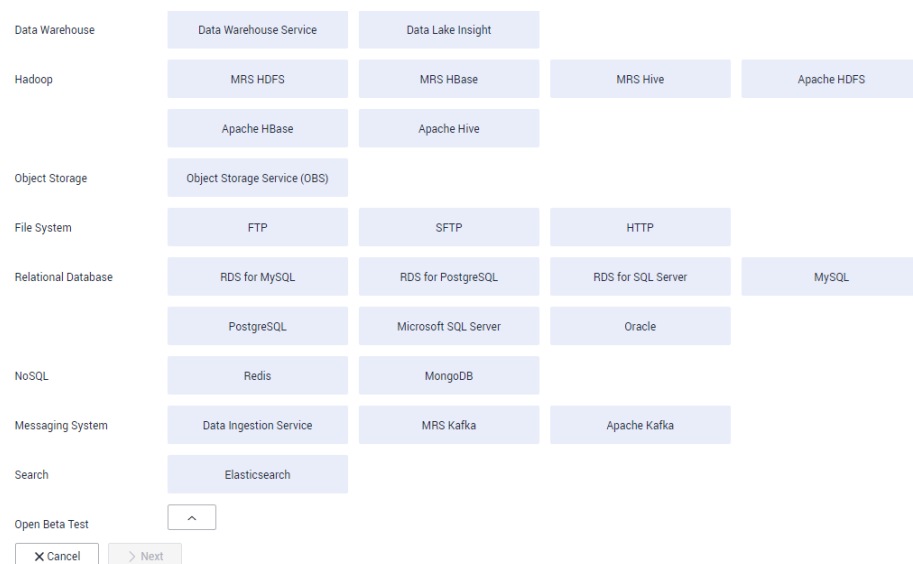 Data Warehouse Data Warehouse Service Data Lake Insight
Hadoop MRS HDFS MRS HBase MRS Hive Apache HDFS
Apache HBase Apache Hive
Object Storage Object Storage Service (OBS)
File System FTP SFTP HTTP
Relational Database RDS for MySQL RDS for PostgreSQL RDS for SQL Server MySQL
PostgreSQL Microsoft SQL Server Oracle
NoSQL Redis MongoDB
Messaging System Data Ingestion Service MRS Kafka Apache Kafka
Search Elasticsearch
Open Beta Test
Cancel Next